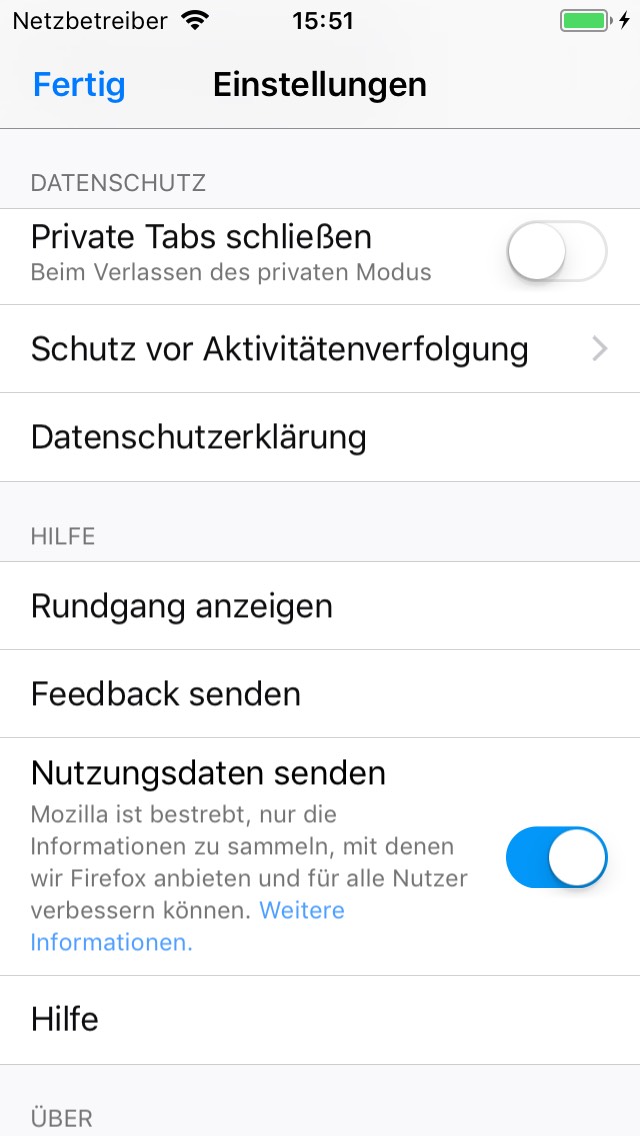 Netzbetreiber 15:51
Fertig Einstellungen
DATENSCHUTZ
Private Tabs schließen
Beim Verlassen des privaten Modus
Schutz vor Aktivitätenverfolgung
Datenschutzerklärung
HILFE
Rundgang anzeigen
Feedback senden
Nutzungsdaten senden
Mozilla ist bestrebt, nur die
Informationen zu sammeln, mit denen
wir Firefox anbieten und für alle Nutzer
verbessern können. Weitere
Informationen.
Hilfe
ÜBER